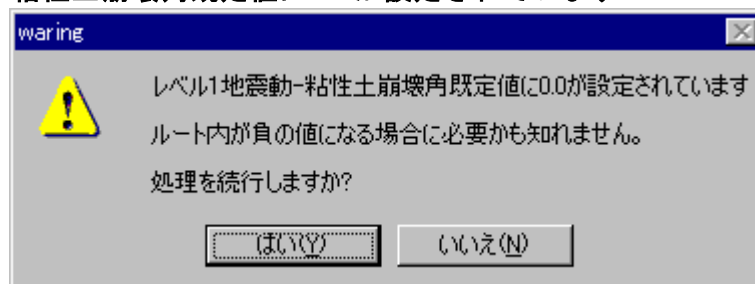 waring
レベル1地震動-粘性土崩壊角既定値に0.0が設定されています
ルート内が負の値になる場合に必要かも知れません。
処理を続行しますか?
はい(Y)
いいえ(N)